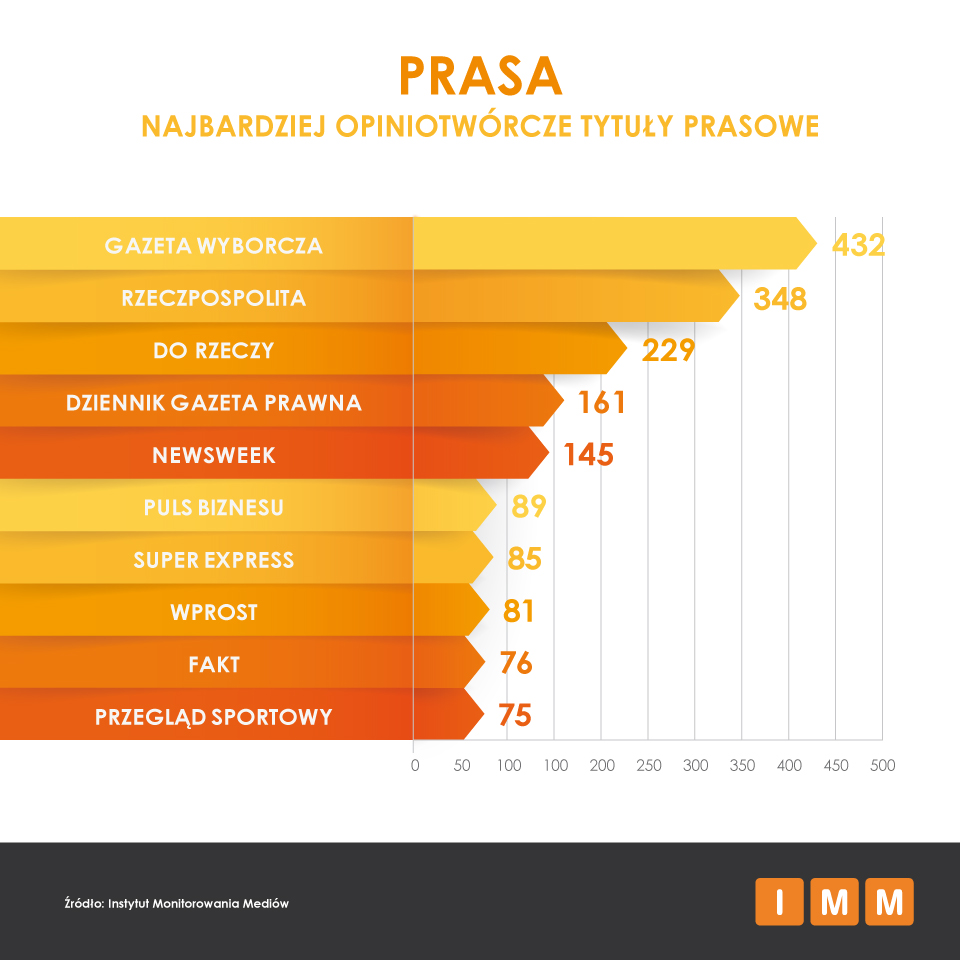 PRASA
NAJBARDZIEJ OPINIOTWÓRCZE TYTUŁY PRASOWE
GAZETA WYBORCZA 432
RZECZPOSPOLITA 348
DO RZECZY 229
DZIENNIK GAZETA PRAWNA 161
NEWSWEEK 145
PULS BIZNESU 89
SUPER EXPRESS 85
WPROST 81
FAKT 76
PRZEGLĄD SPORTOWY 75
0 50 100 100 200 250 300 350 400 450 500
Źródło: Instytut Monitorowania Mediów
IMM